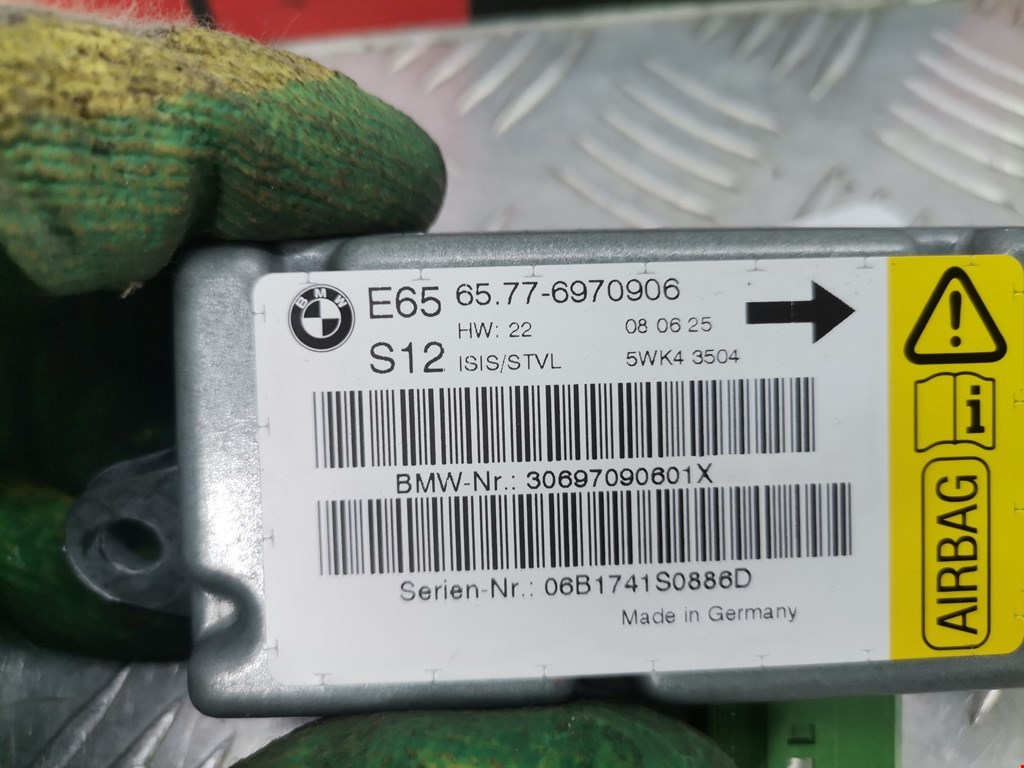 BMW
E65 65.77-6970906
HW: 22 08 06 25
S12 ISIS/STVL 5WK4 3504
BMW-Nr.: 30697090601X
Serien-Nr.: 06B1741S0886D
Made in Germany
!
i
AIRBAG